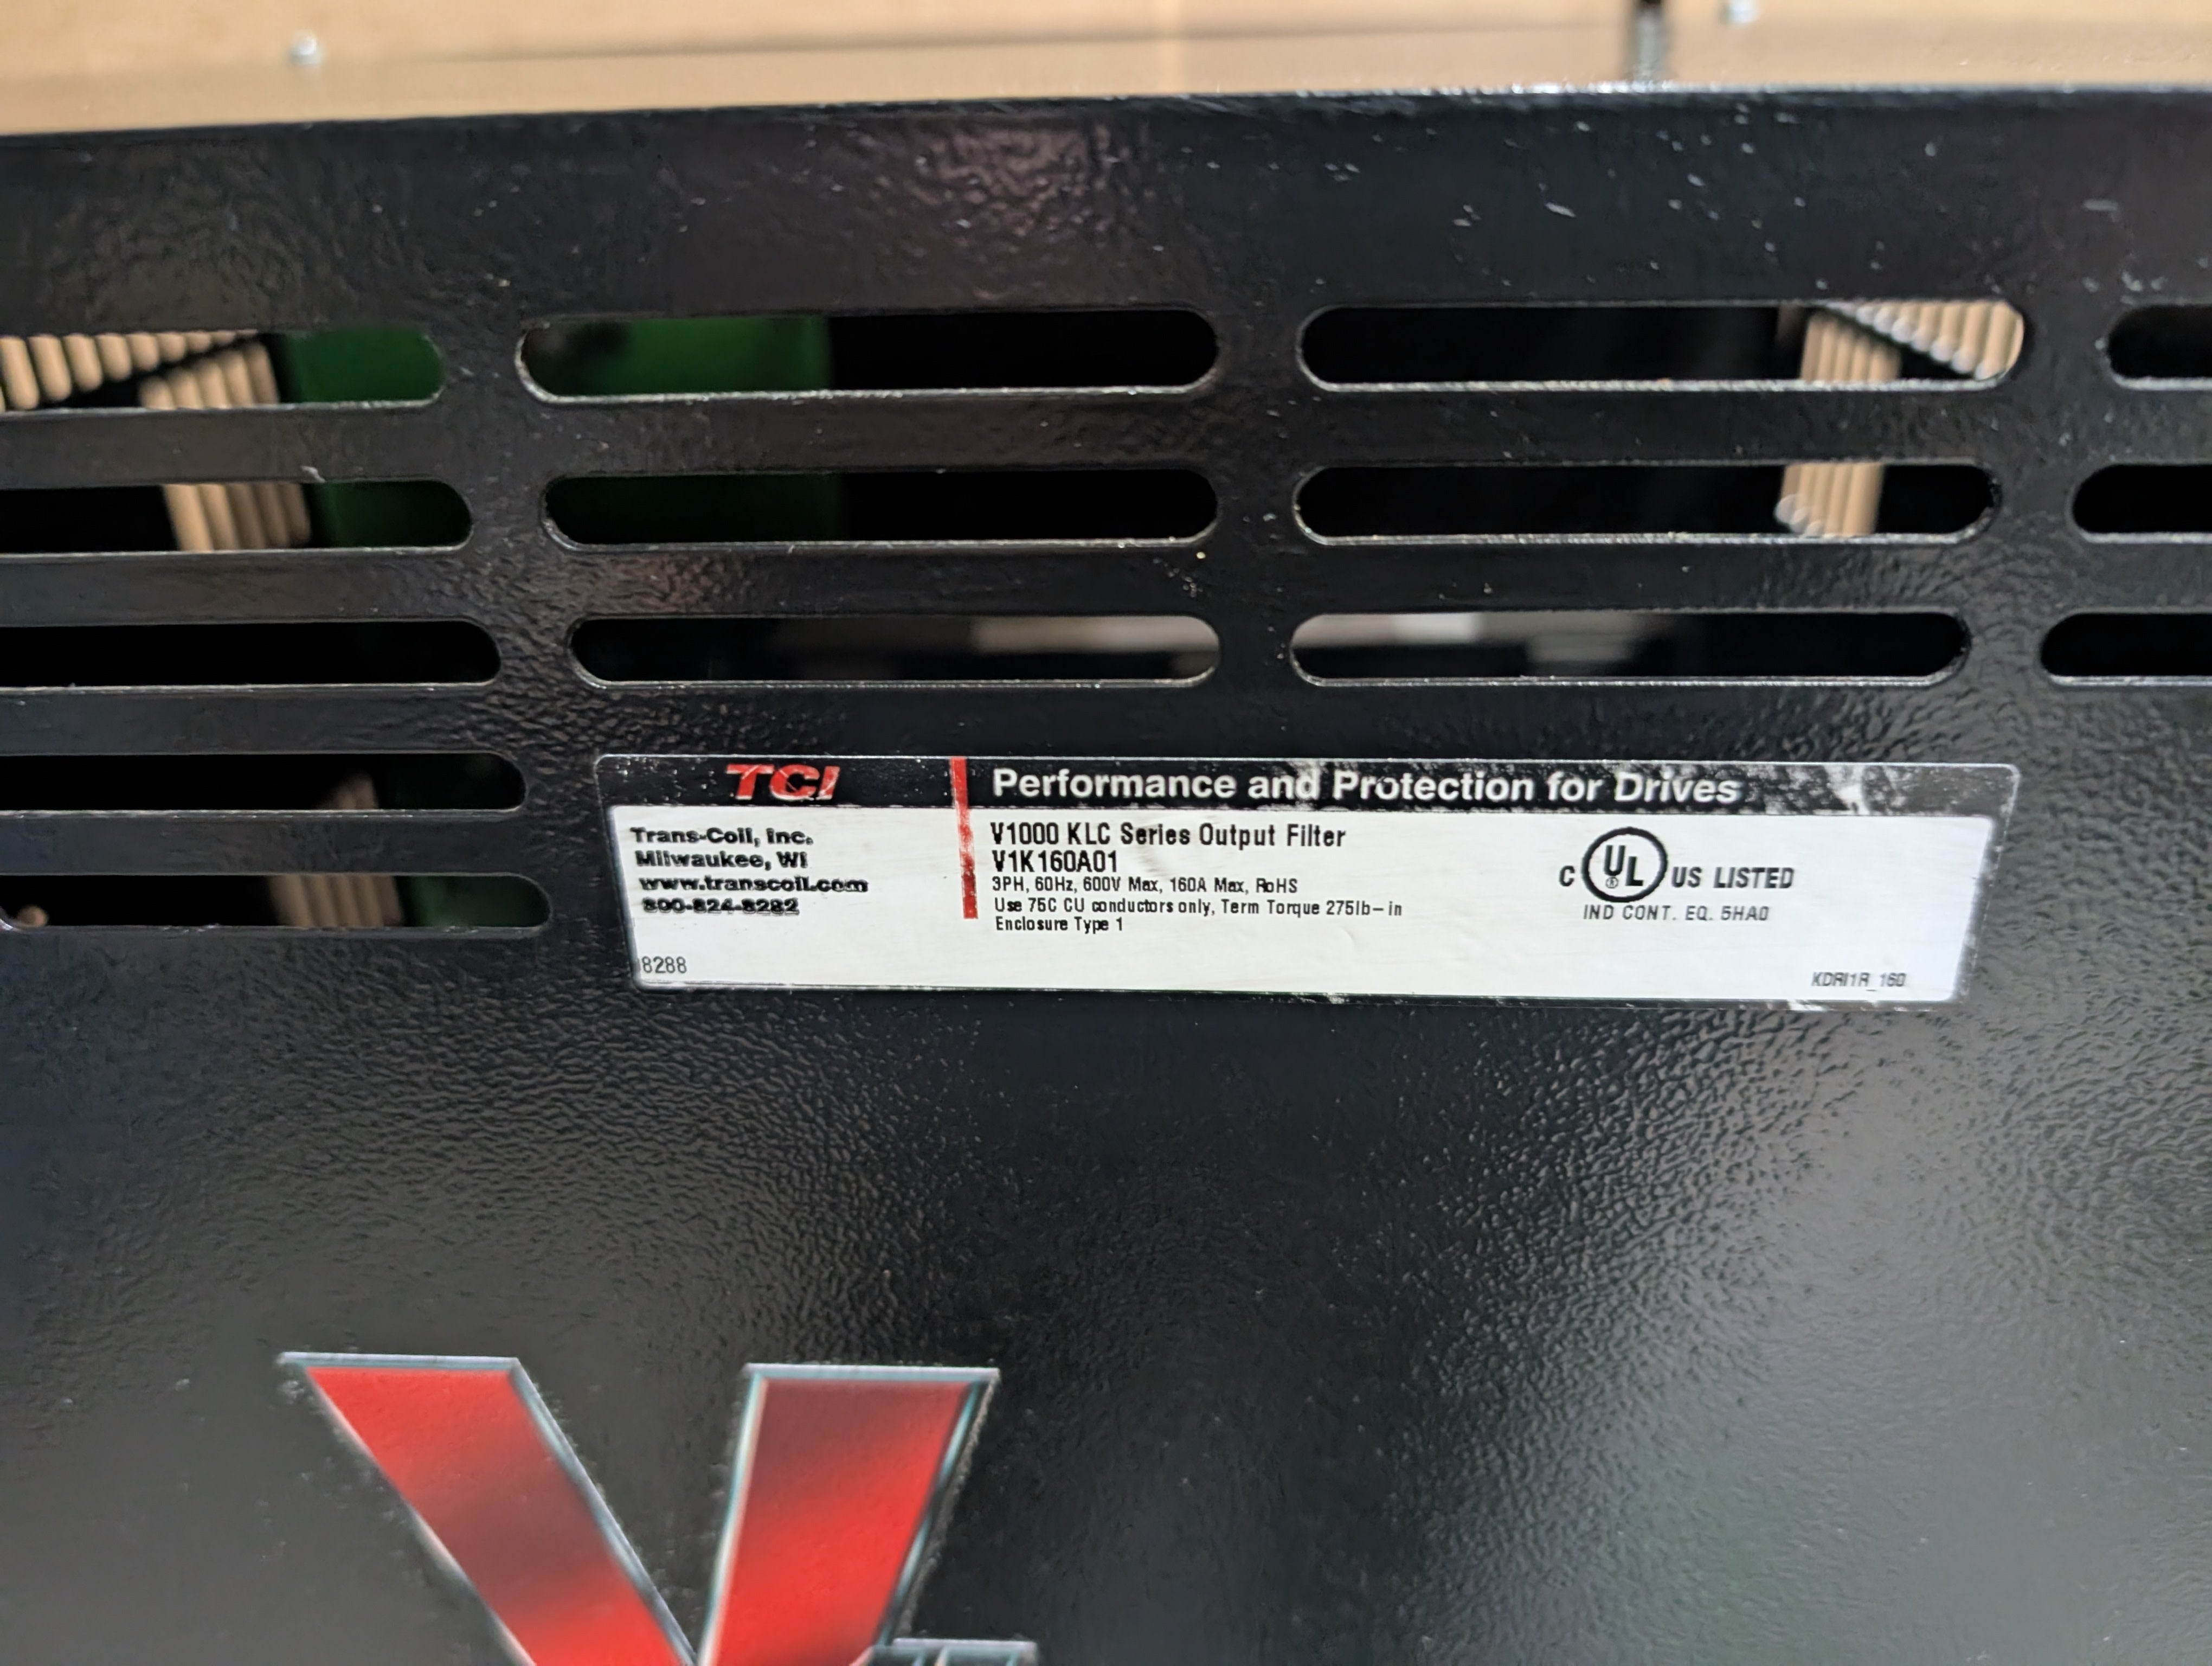 TCI
Performance and Protection for Drives
Trans-Coil, Inc.
Milwaukee, WI
www.transcoil.com
800-824-8282
8288
V1000 KLC Series Output Filter
V1K160A01
3PH, 60Hz, 600V Max, 160A Max, RoHS
Use 75C CU conductors only, Term Torque 275lb-in
Enclosure Type 1
C UL ® US LISTED
IND CONT. EQ. 5HA0
KDRI1R_160
V